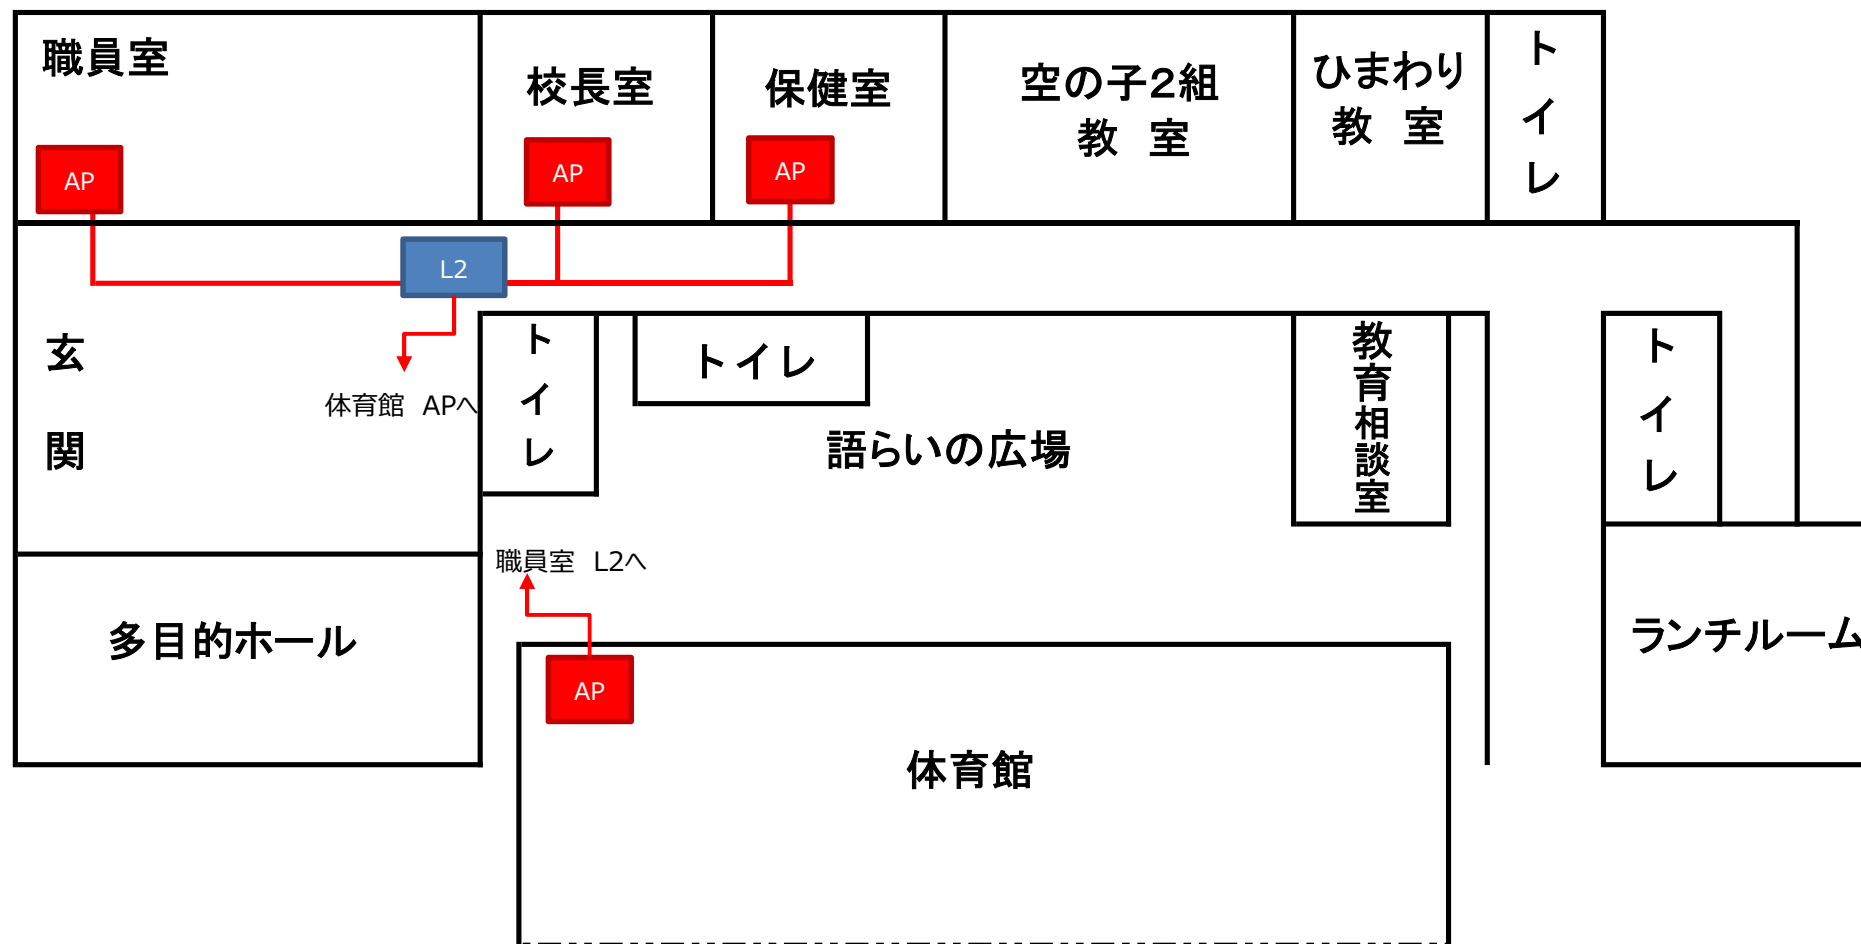 職員室
校長室
保健室
空の子２組
教　室
ひまわり
教　室
トイレ
AP
AP
AP
L2
玄関
体育館　APへ
トイレ
トイレ
語らいの広場
教育相談室
トイレ
職員室　L2へ
多目的ホール
AP
体育館
ランチルーム